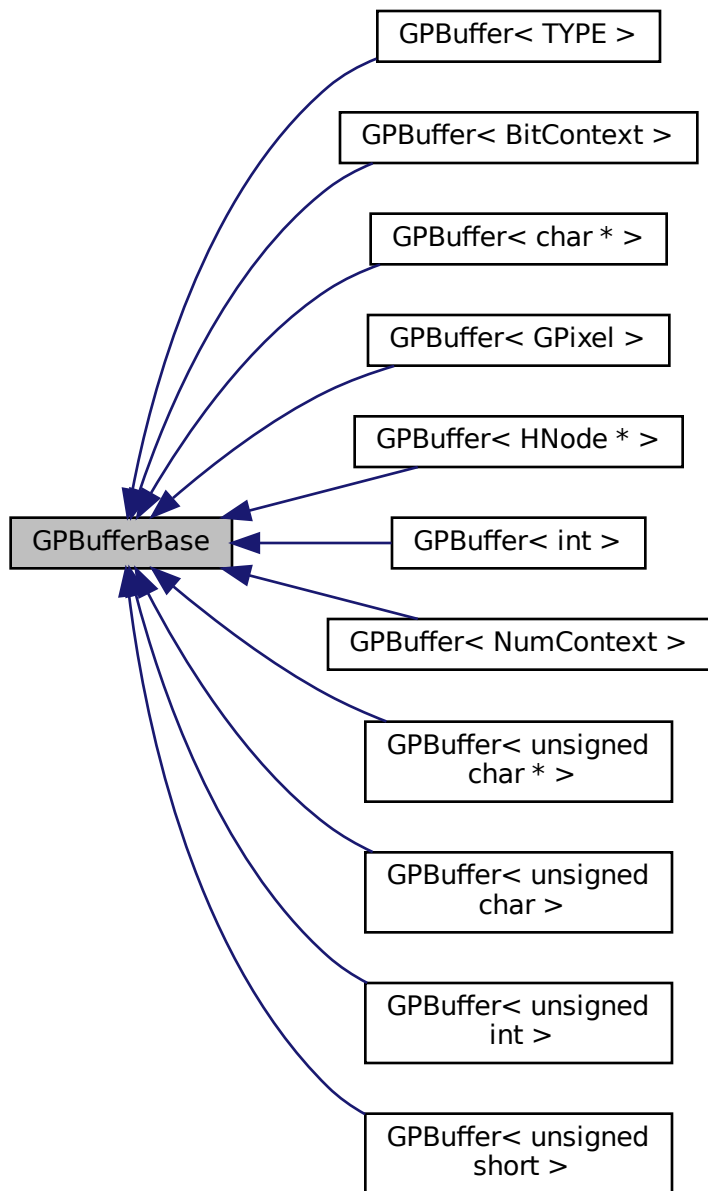 GPBuffer< TYPE >
GPBuffer< BitContext >
GPBuffer< char * >
GPBuffer< GPixel >
GPBuffer< HNode * >
GPBufferBase
GPBuffer< int >
GPBuffer< NumContext >
GPBuffer< unsigned
char * >
GPBuffer< unsigned
char >
GPBuffer< unsigned
int >
GPBuffer< unsigned
short >